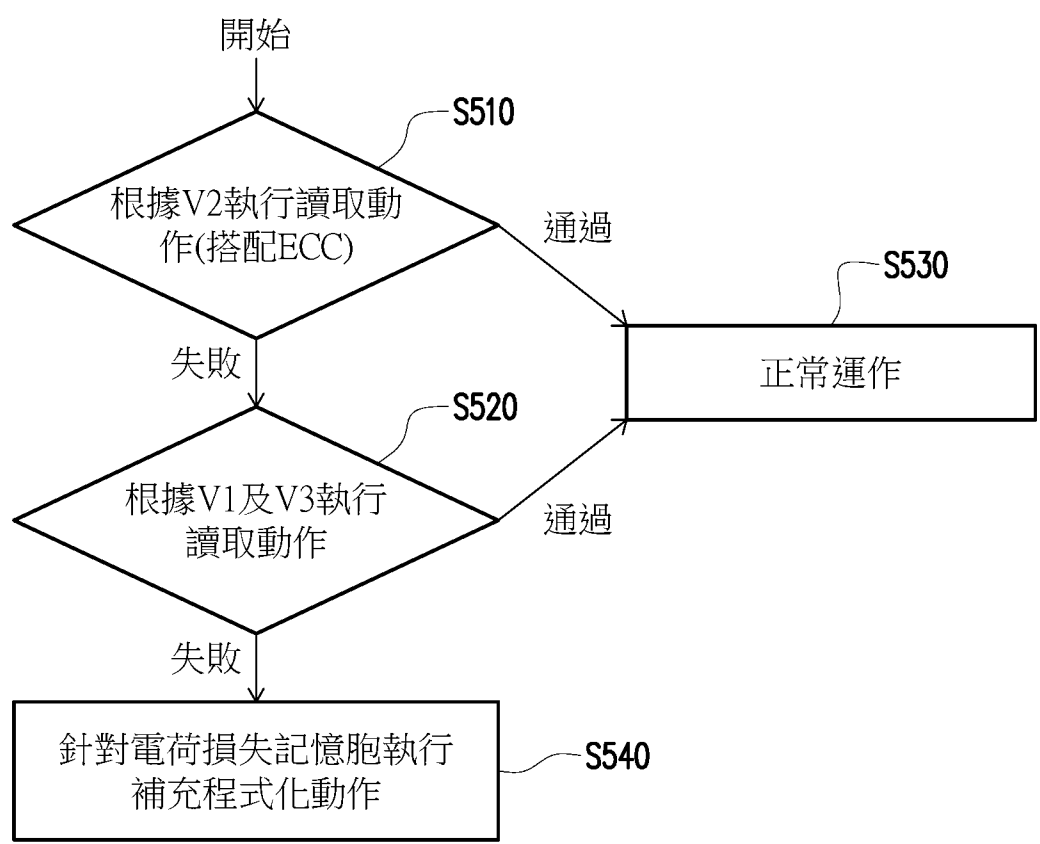 開始
S510
根據V2執行讀取動
作(搭配ECC)
通過
S530
正常運作
失敗
S520
根據V1及V3執行
讀取動作
通過
失敗
針對電荷損失記憶胞執行
補充程式化動作
S540